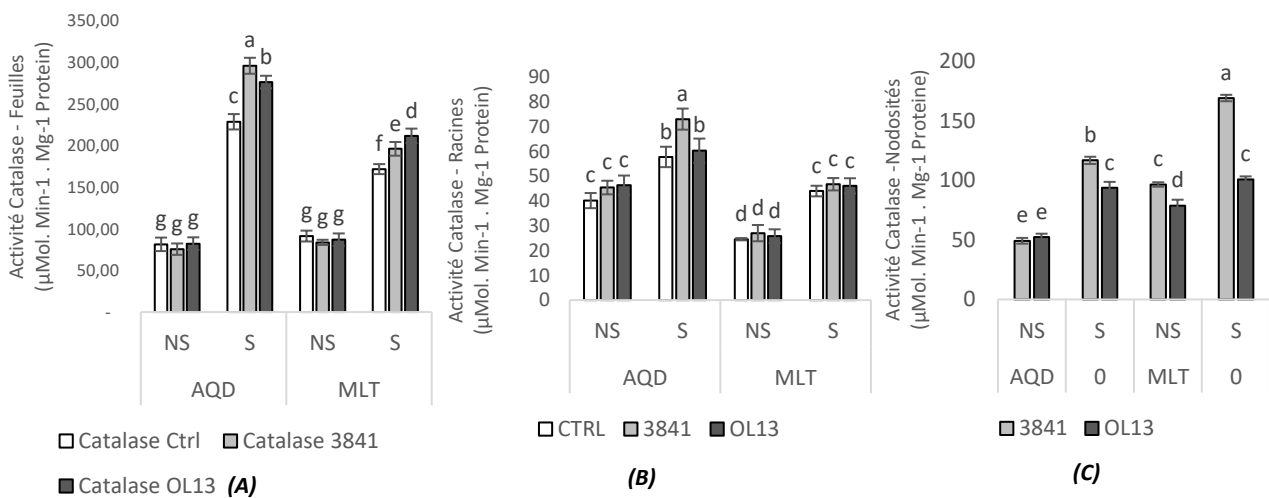 Activité Catalase - Feuilles
(µMol. Min-1 . Mg-1 Protein)
350,00
300,00
250,00
200,00
150,00
100,00
50,00
-
g g g
c a b
g g g
f e d
NS S NS S
AQD MLT
Catalase Ctrl Catalase 3841
Catalase OL13 (A)
Activité Catalase - Racines
(µMol. Min-1 . Mg-1 Protein)
90
80
70
60
50
40
30
20
10
0
c c c
b a b
d d d
c c c
NS S NS S
AQD MLT
CTRL 3841 OL13
(B)
Activité Catalase -Nodosités
(µMol. Min-1 . Mg-1 Proteine)
200
150
100
50
0
e e
b c
c d
a c
NS S NS S
AQD 0 MLT 0
3841 OL13
(C)